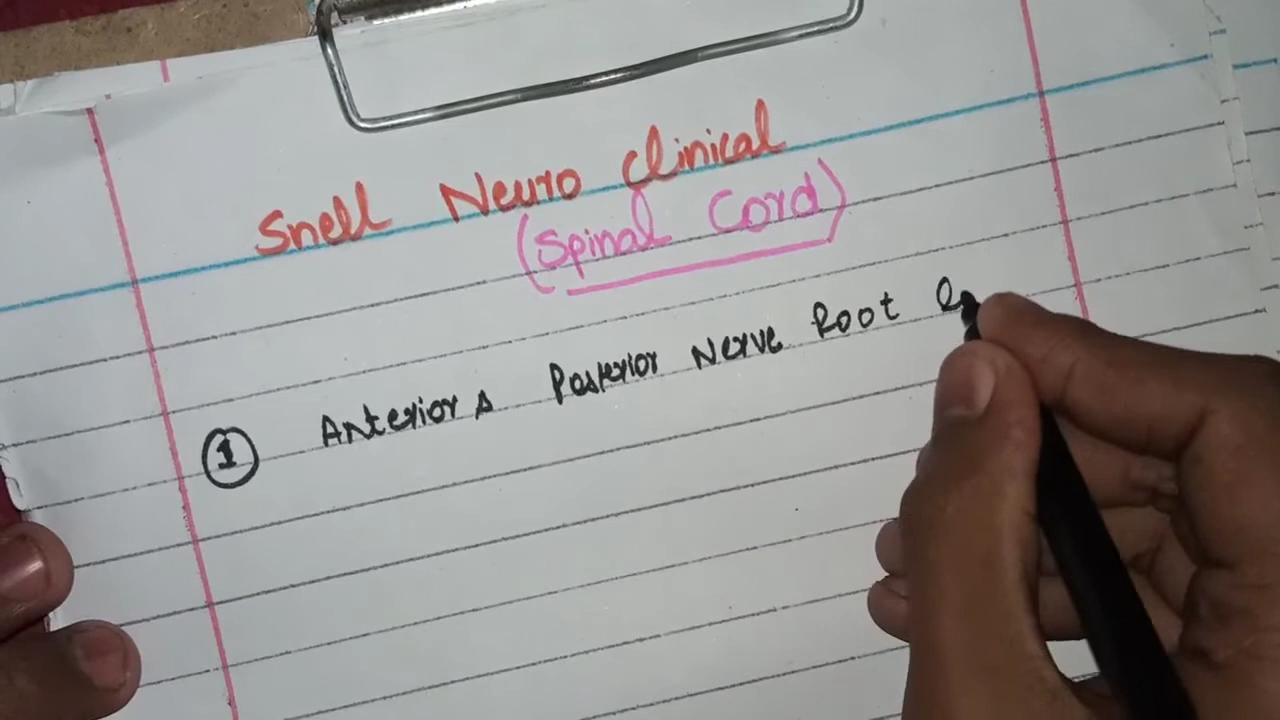 Snell Neuro Clinical
(Spinal Cord)
1 Anterior & Posterior Nerve Root